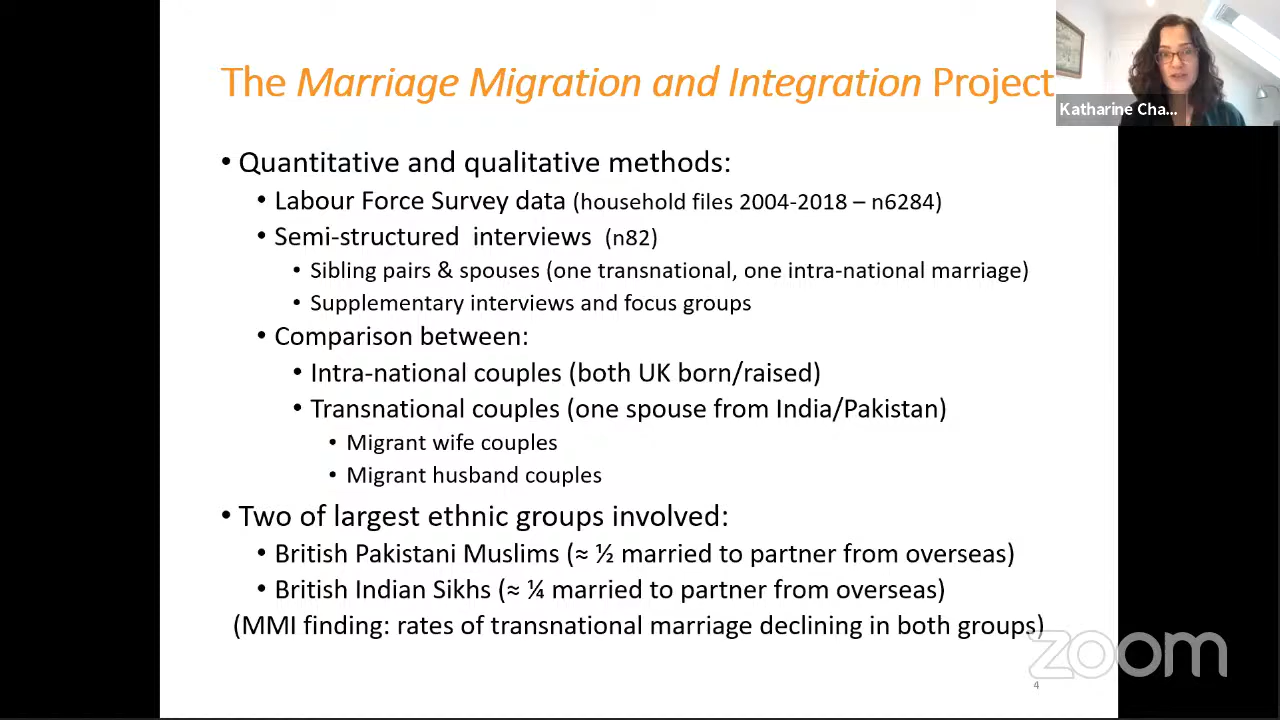 The Marriage Migration and Integration Project
Katharine Cha...
• Quantitative and qualitative methods:
• Labour Force Survey data (household files 2004-2018 – n6284)
• Semi-structured interviews (n82)
• Sibling pairs & spouses (one transnational, one intra-national marriage)
• Supplementary interviews and focus groups
• Comparison between:
• Intra-national couples (both UK born/raised)
• Transnational couples (one spouse from India/Pakistan)
• Migrant wife couples
• Migrant husband couples
• Two of largest ethnic groups involved:
• British Pakistani Muslims (≈ ½ married to partner from overseas)
• British Indian Sikhs (≈ ¼ married to partner from overseas)
(MMI finding: rates of transnational marriage declining in both groups)
zoom
4